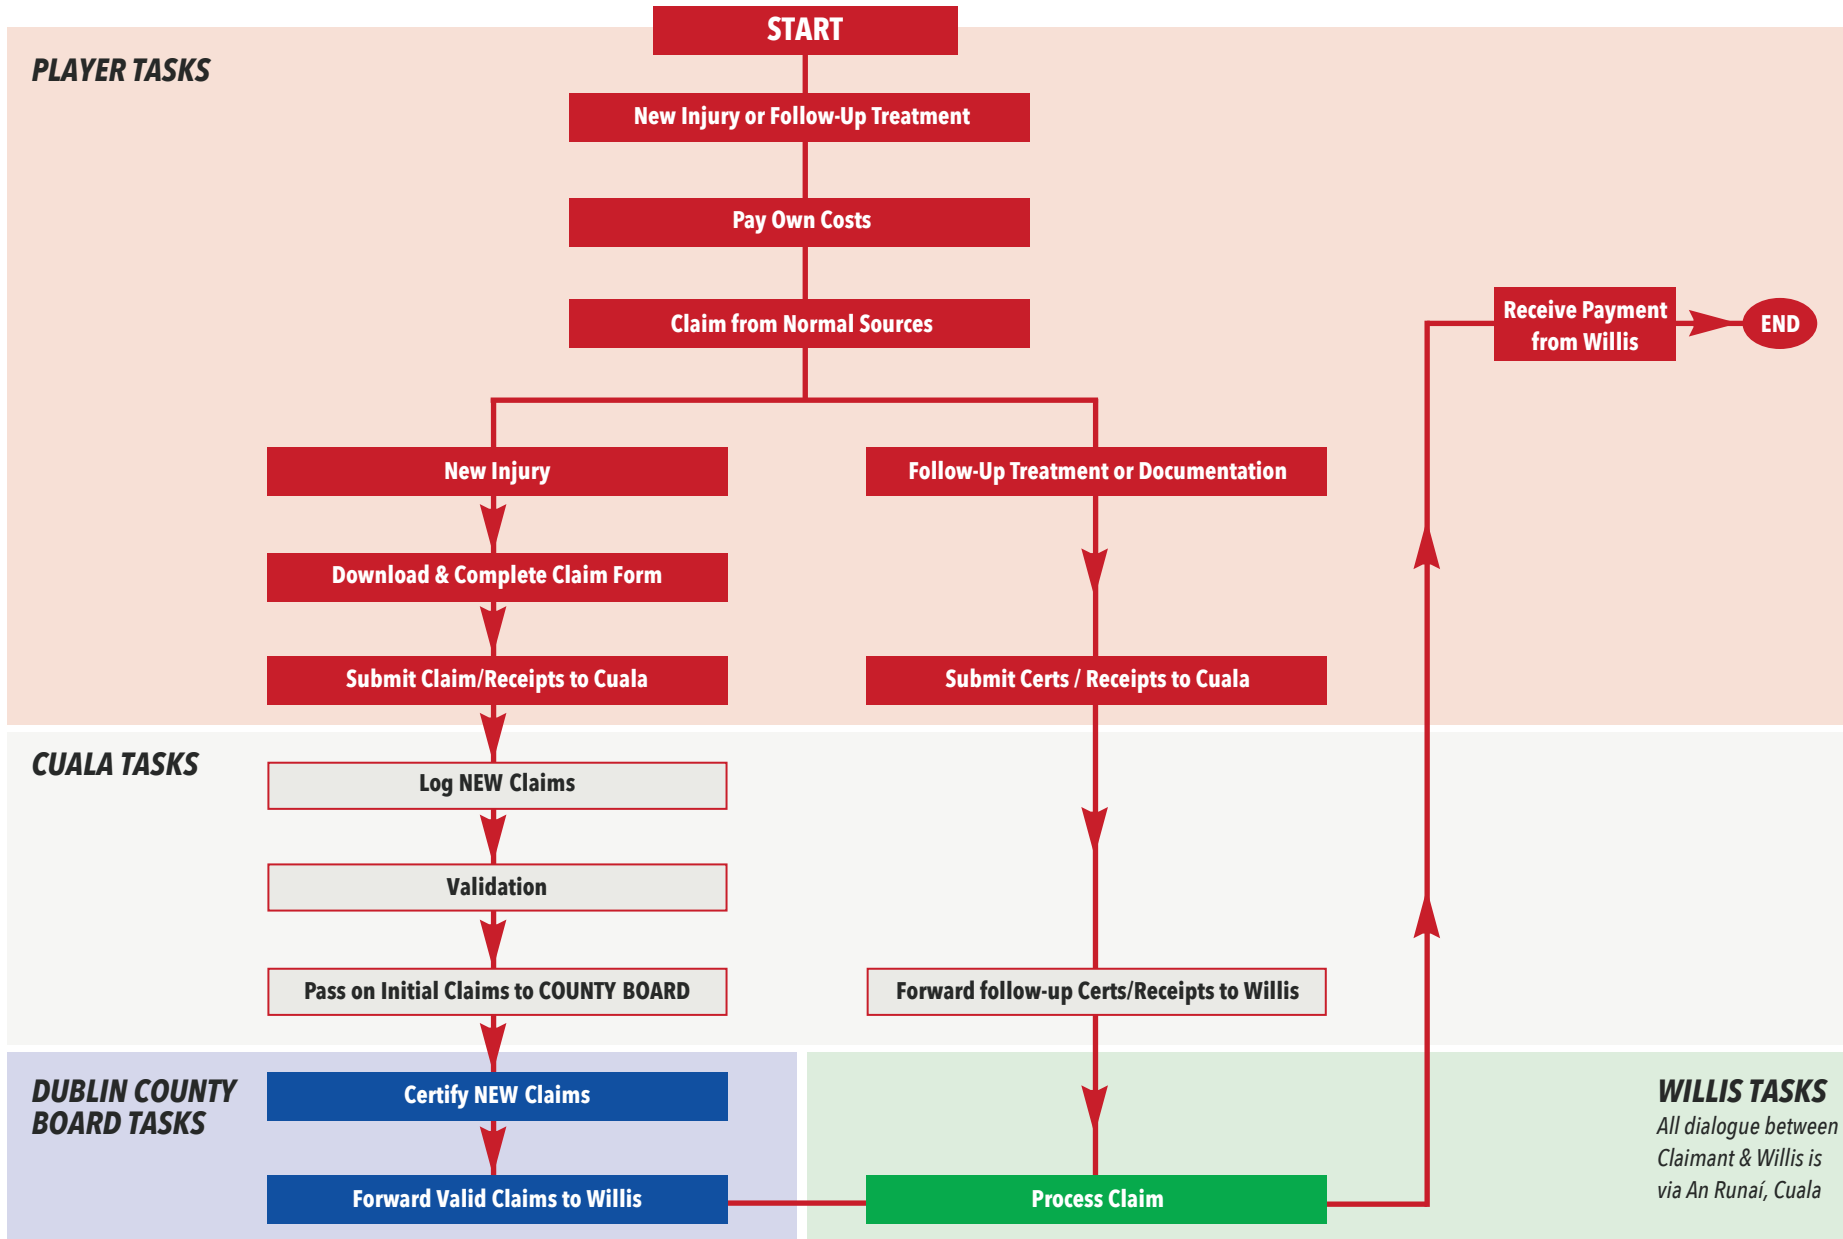 START
PLAYER TASKS
New Injury or Follow-Up Treatment
Pay Own Costs
Claim from Normal Sources
Receive Payment
from Willis
END
New Injury
Follow-Up Treatment or Documentation
Download & Complete Claim Form
Submit Claim/Receipts to Cuala
Submit Certs / Receipts to Cuala
CUALA TASKS
Log NEW Claims
Validation
Pass on Initial Claims to COUNTY BOARD
Forward follow-up Certs/Receipts to Willis
DUBLIN COUNTY
BOARD TASKS
Certify NEW Claims
Forward Valid Claims to Willis
Process Claim
WILLIS TASKS
All dialogue between
Claimant & Willis is
via An Runaí, Cuala